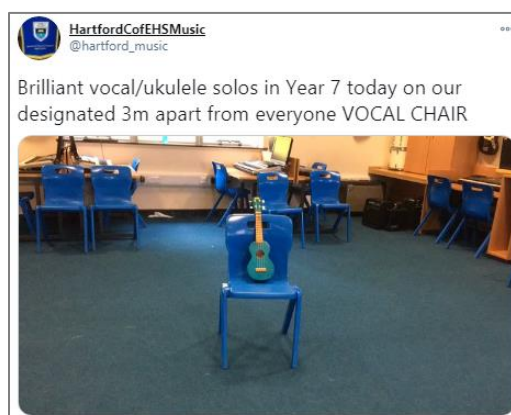 HartfordCofEHSMusic
@hartford_music
Brilliant vocal/ukulele solos in Year 7 today on our
designated 3m apart from everyone VOCAL CHAIR